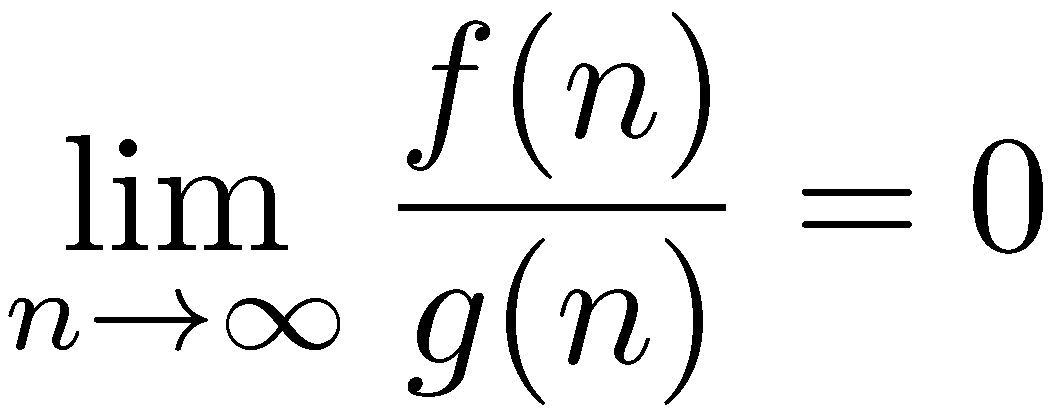 lim n→∞ f(n)/g(n) = 0